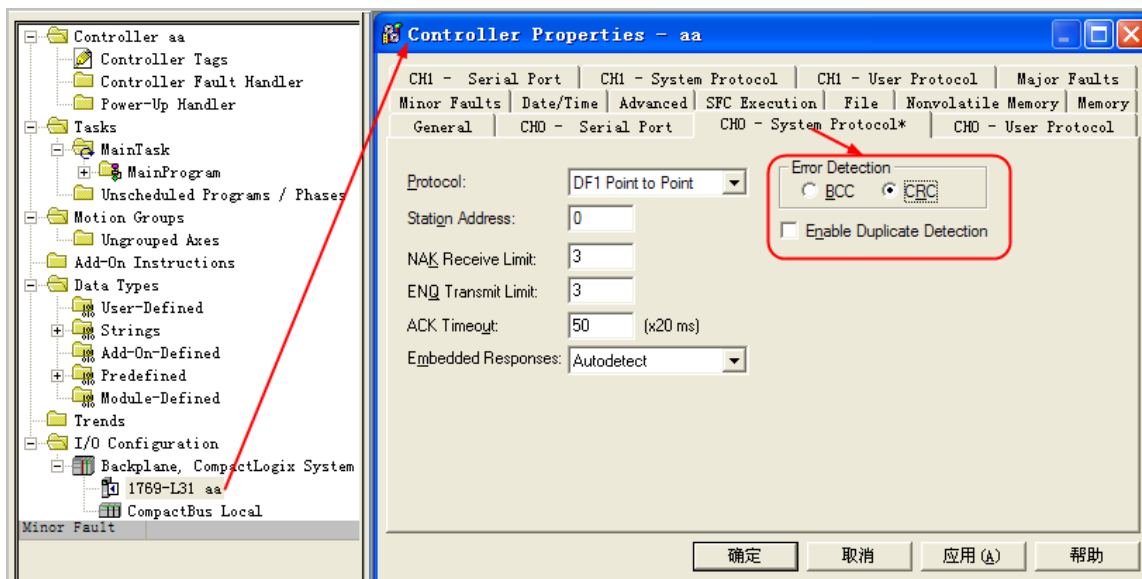 Controller aa
Controller Tags
Controller Fault Handler
Power-Up Handler
Tasks
MainTask
MainProgram
Unscheduled Programs / Phases
Motion Groups
Ungrouped Axes
Add-On Instructions
Data Types
User-Defined
Strings
Add-On-Defined
Predefined
Module-Defined
Trends
I/O Configuration
Backplane, CompactLogix System
1769-L31 aa
CompactBus Local
Minor Fault
Controller Properties - aa
CH1 - Serial Port CH1 - System Protocol CH1 - User Protocol Major Faults
Minor Faults Date/Time Advanced SFC Execution File Nonvolatile Memory Memory
General CH0 - Serial Port CH0 - System Protocol* CH0 - User Protocol
Protocol: DF1 Point to Point
Station Address: 0
NAK Receive Limit: 3
ENQ Transmit Limit: 3
ACK Timeout: 50 (x20 ms)
Embedded Responses: Autodetect
Error Detection
BCC CRC
Enable Duplicate Detection
确定 取消 应用(A) 帮助